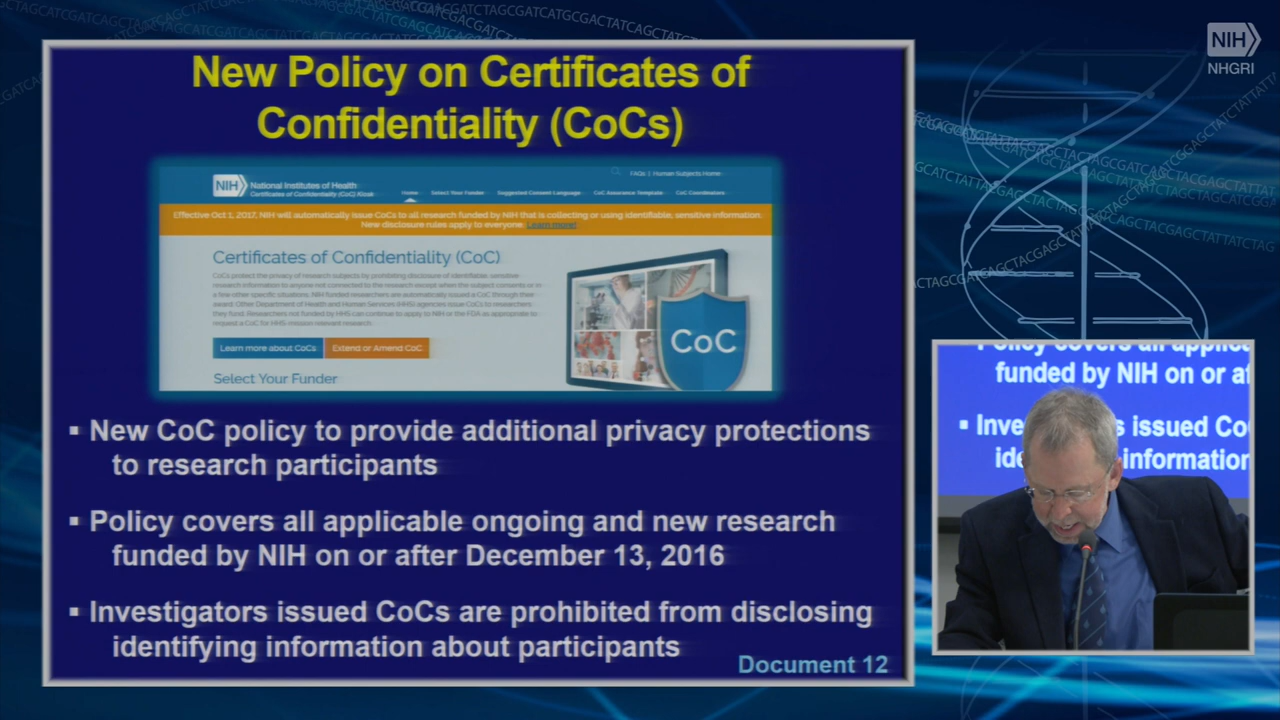 NIH
NHGRI
New Policy on Certificates of
Confidentiality (CoCs)
FAQs | Human Subjects Home
NIH National Institutes of Health
Certificates of Confidentiality (CoC) Kiosk
Home Select Your Funder Suggested Consent Language CoC Assurance Template CoC Coordinators
Effective Oct 1, 2017, NIH will automatically issue CoCs to all research funded by NIH that is collecting or using identifiable, sensitive information.
New disclosure rules apply to everyone. Learn more!
Certificates of Confidentiality (CoC)
CoCs protect the privacy of research subjects by prohibiting disclosure of identifiable, sensitive
research information to anyone not connected to the research except when the subject consents or in
a few other specific situations. NIH funded researchers are automatically issued a CoC through their
award. Other Department of Health and Human Services (HHS) agencies issue CoCs to researchers
they fund. Researchers not funded by HHS can continue to apply to NIH or the FDA as appropriate to
request a CoC for HHS-mission relevant research.
CoC
Learn more about CoCs Extend or Amend CoC
Select Your Funder
▪ New CoC policy to provide additional privacy protections
to research participants
▪ Policy covers all applicable ongoing and new research
funded by NIH on or after December 13, 2016
▪ Investigators issued CoCs are prohibited from disclosing
identifying information about participants
Document 12
Policy covers all applica
funded by NIH on or af
▪ Inve s issued Co
ide information